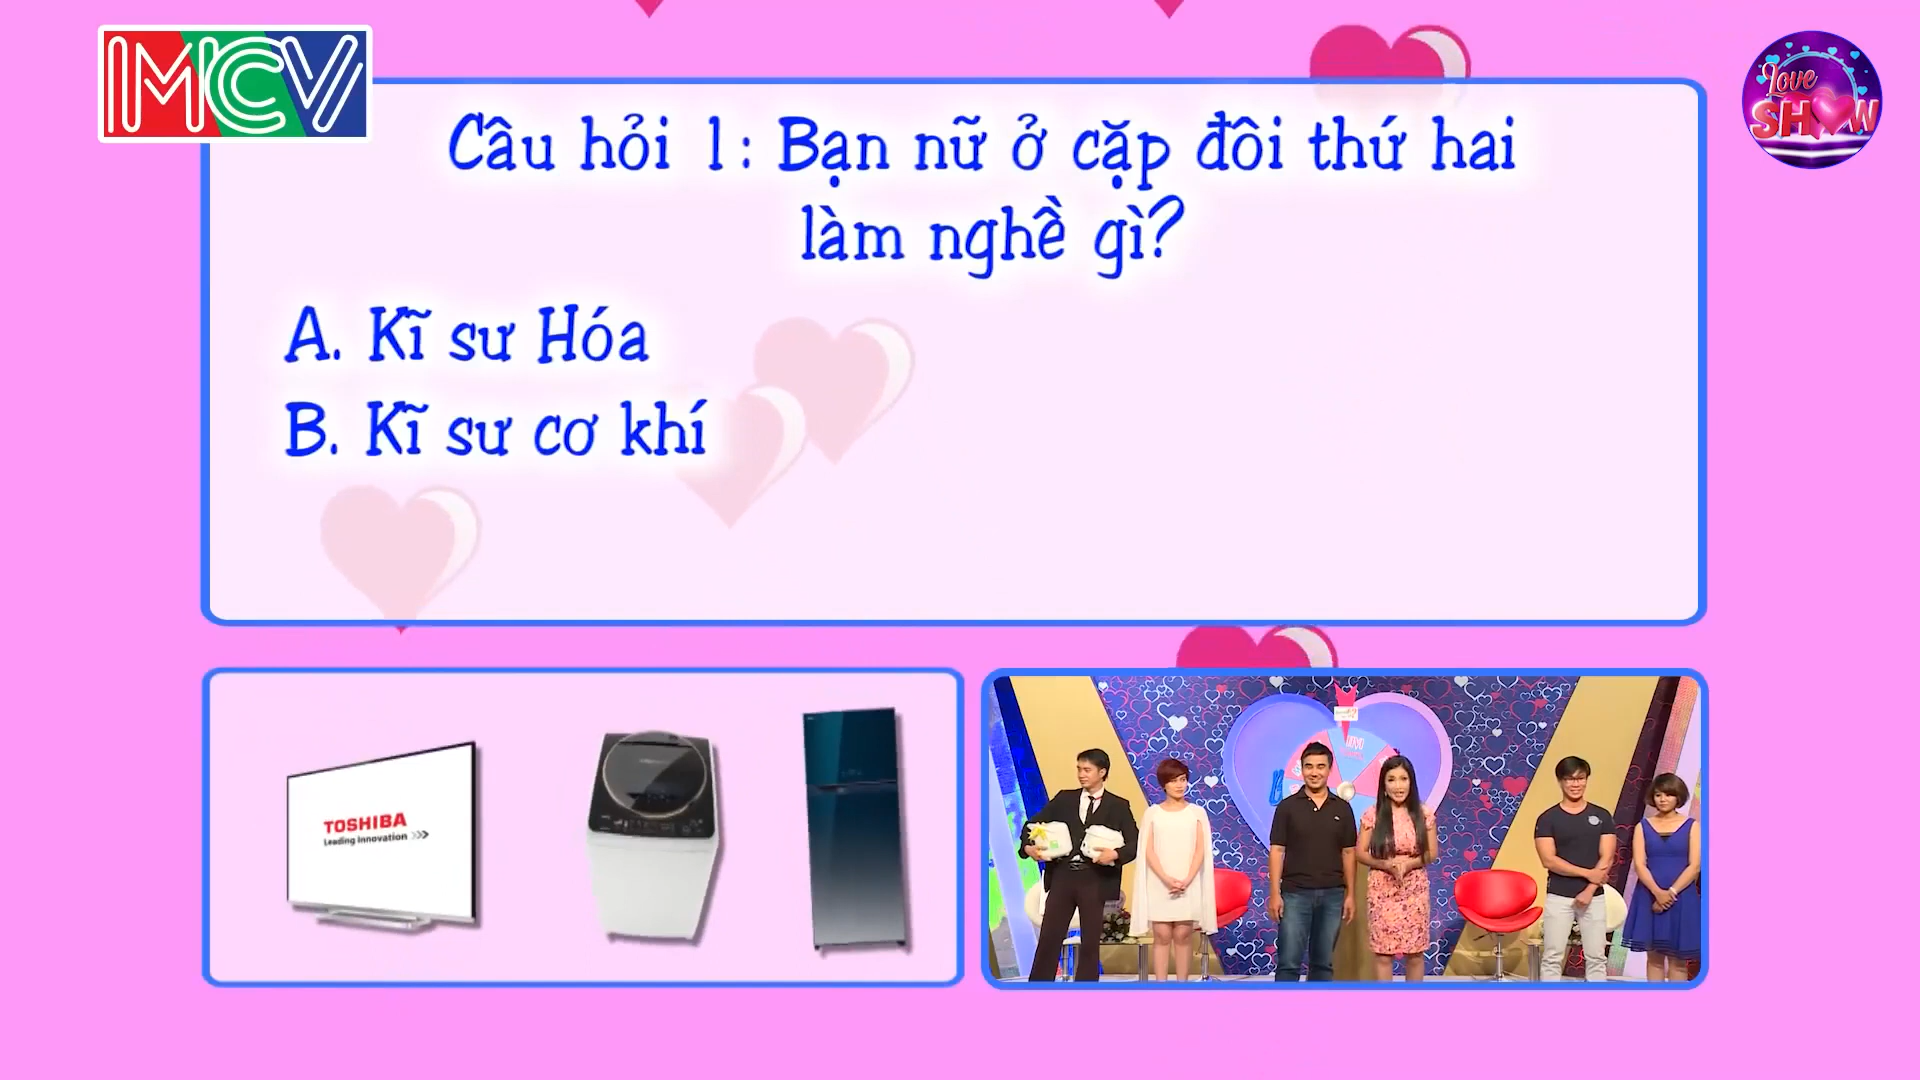 IMCV
Love
SHOW
Câu hỏi 1: Bạn nữ ở cặp đôi thứ hai
làm nghề gì?
A. Kĩ sư Hóa
B. Kĩ sư cơ khí
TOSHIBA
Leading innovation >>>